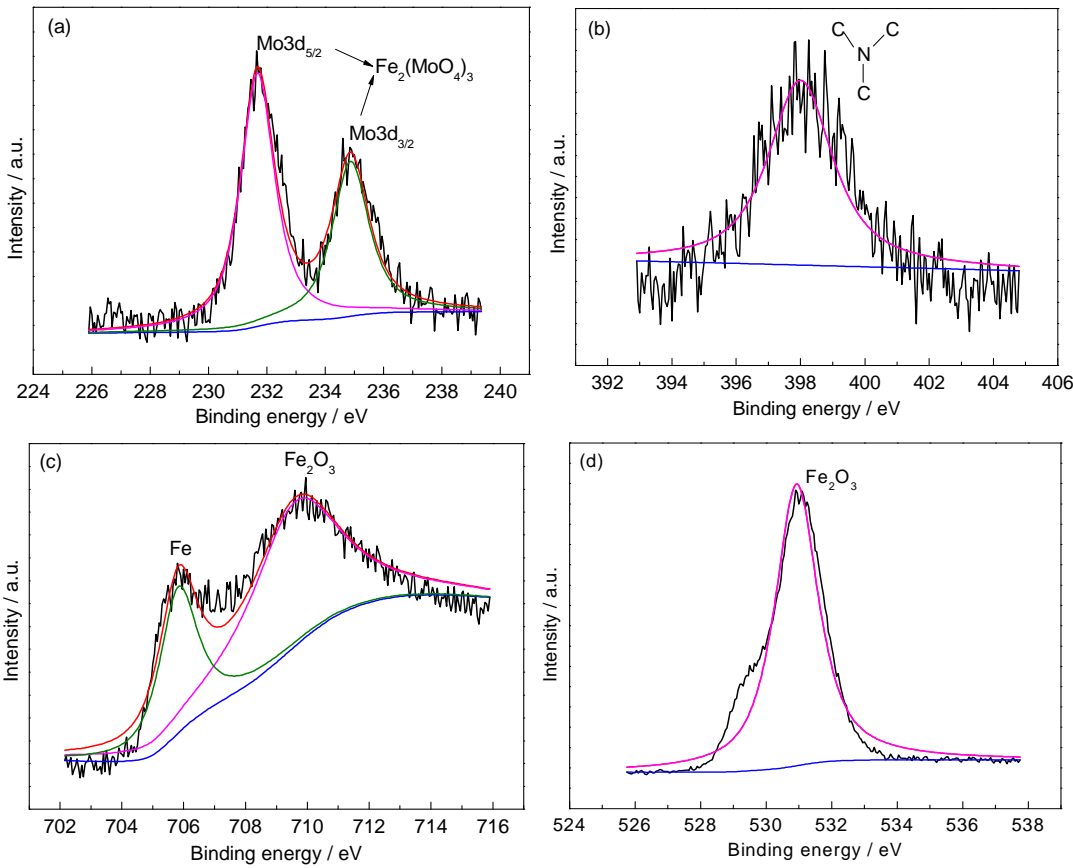 (a)
Mo3d5/2
Fe2(MoO4)3
Mo3d3/2
Intensity / a.u.
224 226 228 230 232 234 236 238 240
Binding energy / eV
(b)
C C
N
C
Intensity / a.u.
392 394 396 398 400 402 404 406
Binding energy / eV
(c)
Fe2O3
Fe
Intensity / a.u.
702 704 706 708 710 712 714 716
Binding energy / eV
(d)
Fe2O3
Intensity / a.u.
524 526 528 530 532 534 536 538
Binding energy / eV